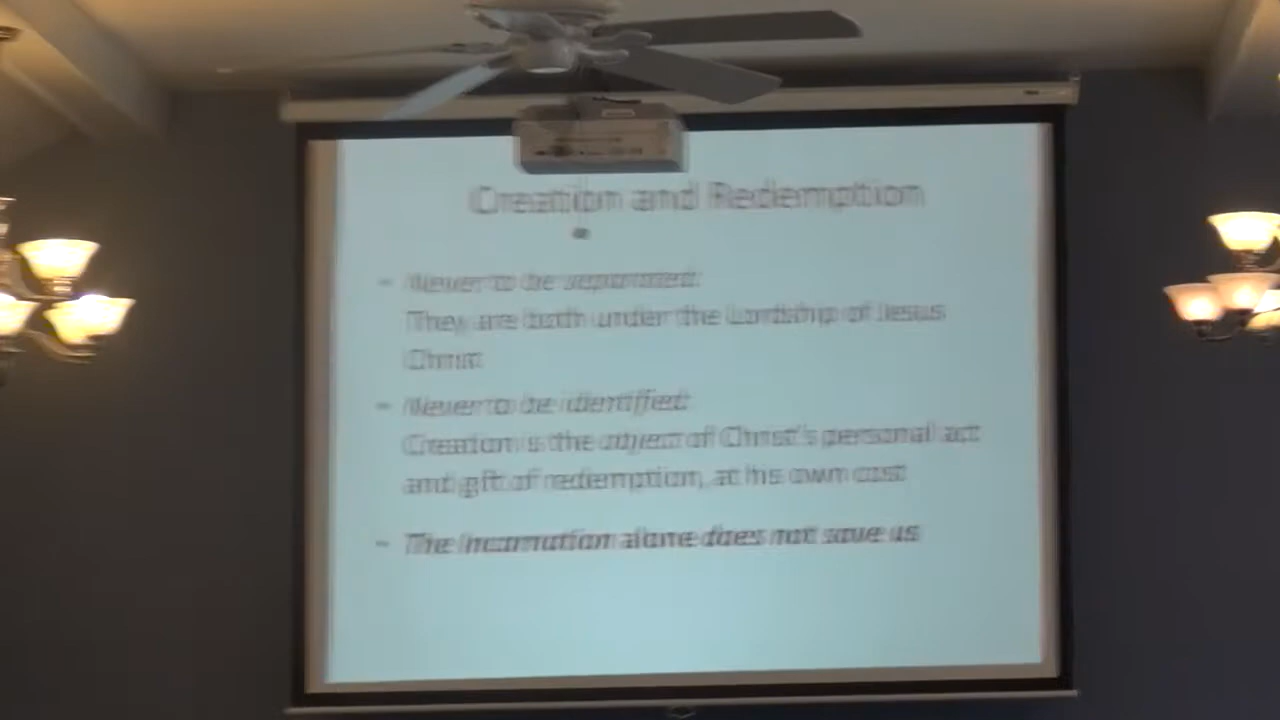 Creation and Redemption
- Never to be separated:
They are both under the Lordship of Jesus
Christ
- Never to be identified:
Creation is the object of Christ's personal act
and gift of redemption, at his own cost
- The Incarnation alone does not save us